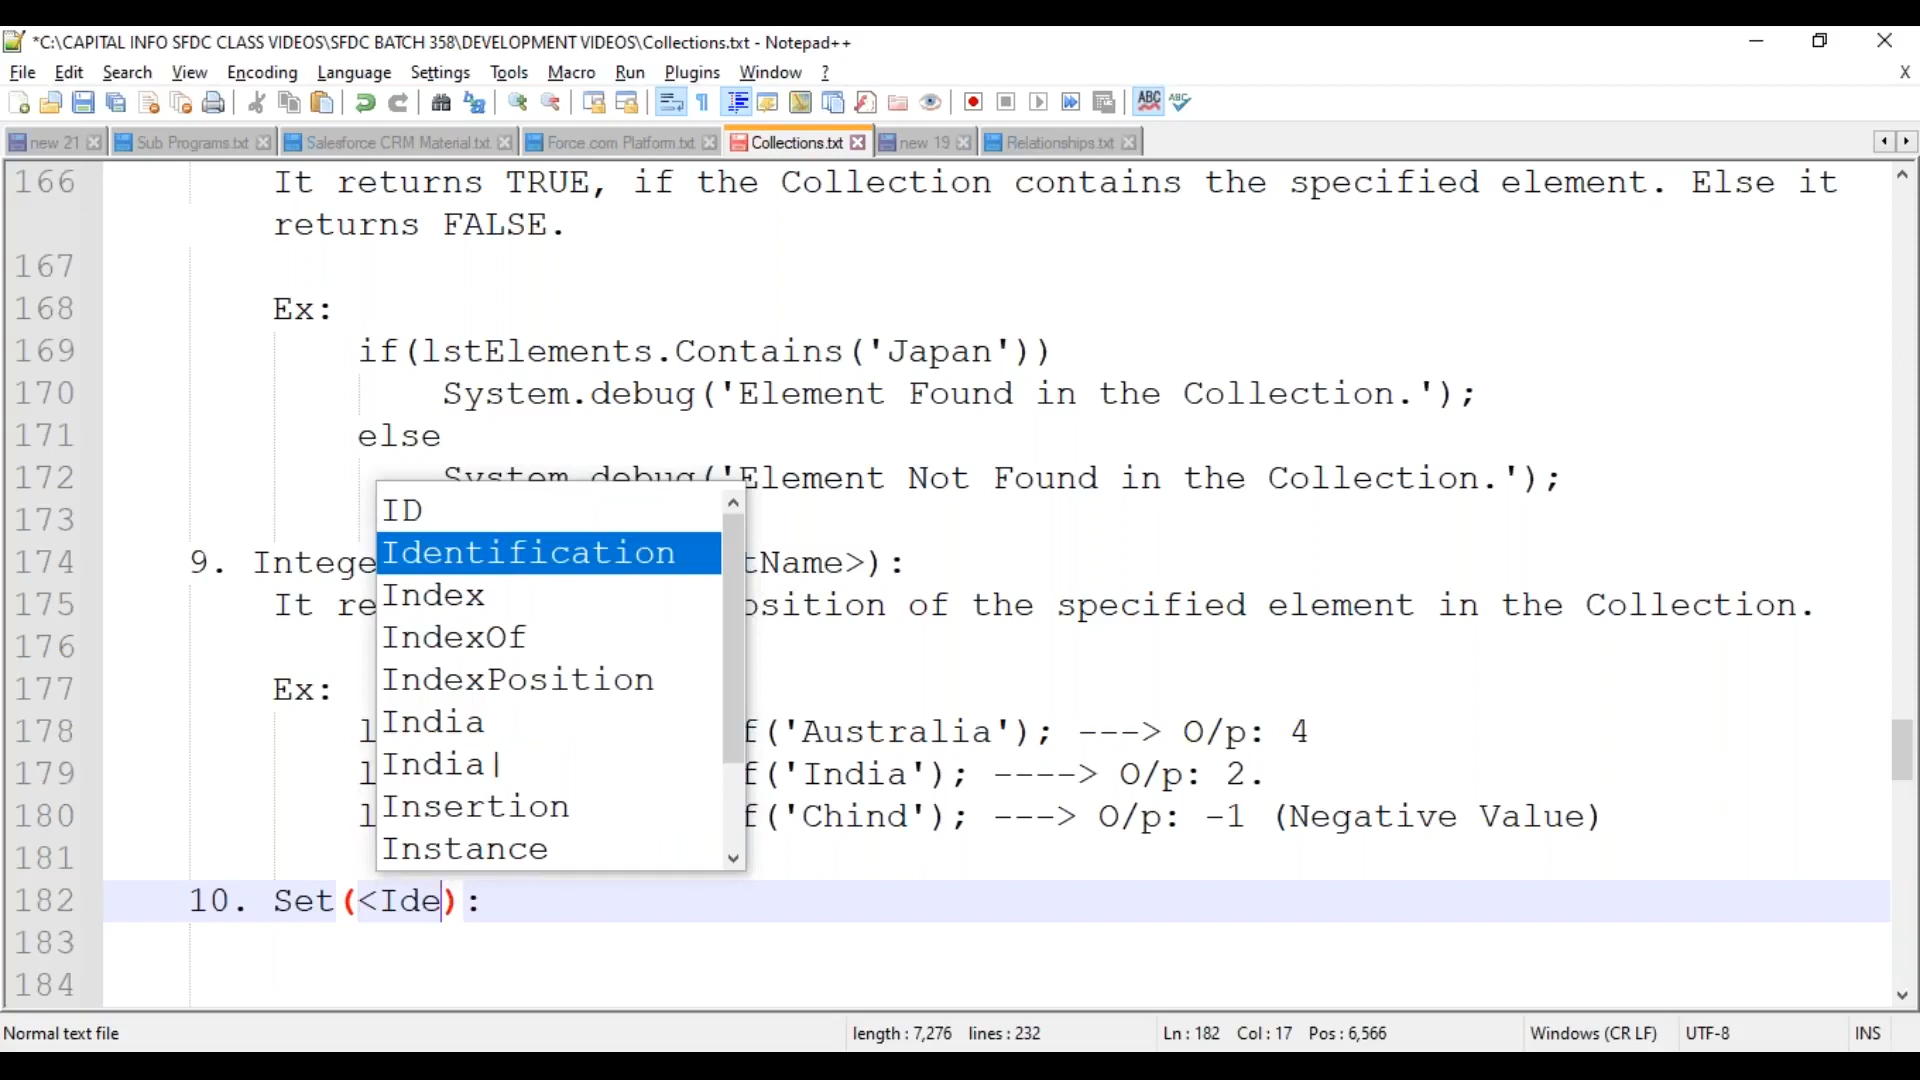 *C:\CAPITAL INFO SFDC CLASS VIDEOS\SFDC BATCH 358\DEVELOPMENT VIDEOS\Collections.txt - Notepad++
File Edit Search View Encoding Language Settings Tools Macro Run Plugins Window ? X
new 21 Sub Programs.txt Salesforce CRM Material.txt Force.com Platform.txt Collections.txt new 19 Relationships.txt
166 It returns TRUE, if the Collection contains the specified element. Else it
returns FALSE.
167
168 Ex:
169 if(lstElements.Contains('Japan'))
170 System.debug('Element Found in the Collection.');
171 else
172 System.debug('Element Not Found in the Collection.');
173
174 9. Intege tName>):
175 It re osition of the specified element in the Collection.
176
177 Ex:
178 l f('Australia'); ---> O/p: 4
179 l f('India'); ----> O/p: 2.
180 l f('Chind'); ---> O/p: -1 (Negative Value)
181
182 10. Set(<Ide):
183
184
ID
Identification
Index
IndexOf
IndexPosition
India
India|
Insertion
Instance
Normal text file length : 7,276 lines : 232 Ln : 182 Col : 17 Pos : 6,566 Windows (CR LF) UTF-8 INS